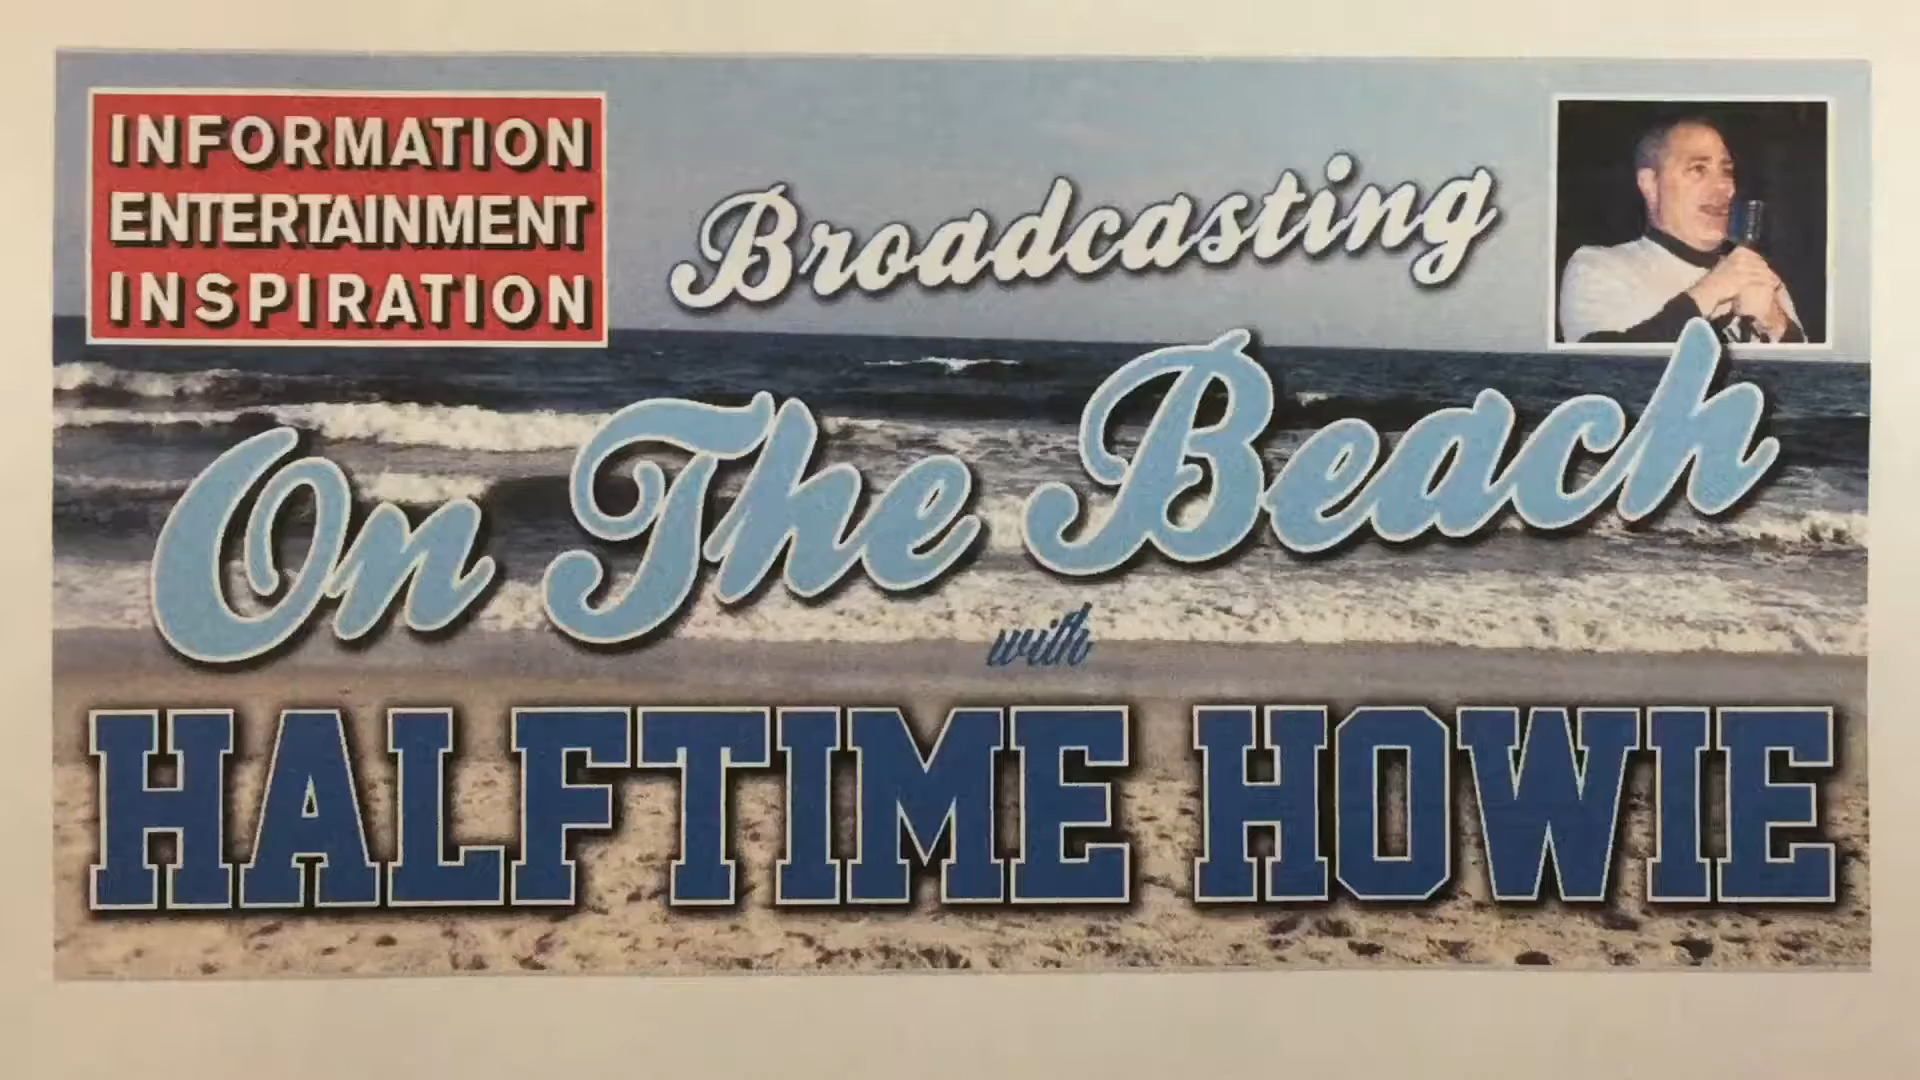 INFORMATION
ENTERTAINMENT
INSPIRATION
Broadcasting
On The Beach
with
HALFTIME HOWIE